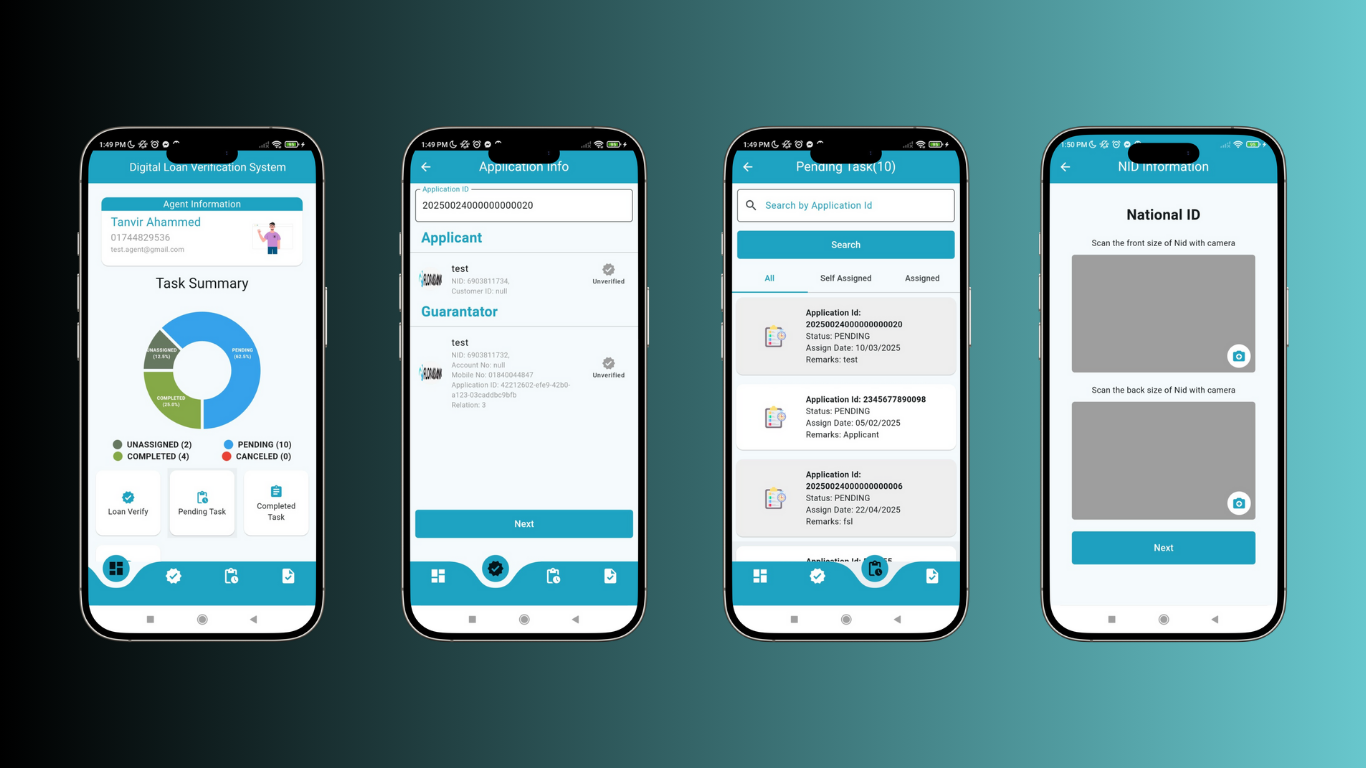 1:49 PM
Digital Loan Verification System
Agent Information
Tanvir Ahammed
01744829536
test.agent@gmail.com
Task Summary
UNASSIGNED
(12.5%)
PENDING
(62.5%)
COMPLETED
(25.0%)
UNASSIGNED (2)
PENDING (10)
COMPLETED (4)
CANCELED (0)
Loan Verify
Pending Task
Completed
Task
1:49 PM
Application Info
Application ID
20250024000000000020
Applicant
test
NID: 6903811734,
Customer ID: null
Unverified
Guarantator
test
NID: 6903811732,
Account No: null
Mobile No: 01840044847
Application ID: 42212602-efe9-42b0-
a123-03caddbc9bfb
Relation: 3
Unverified
Next
1:49 PM
Pending Task(10)
Search by Application Id
Search
All
Self Assigned
Assigned
Application Id:
20250024000000000020
Status: PENDING
Assign Date: 10/03/2025
Remarks: test
Application Id: 2345677890098
Status: PENDING
Assign Date: 05/02/2025
Remarks: Applicant
Application Id:
20250024000000000006
Status: PENDING
Assign Date: 22/04/2025
Remarks: fsl
Application Id:
1:50 PM
NID Information
National ID
Scan the front size of Nid with camera
Scan the back size of Nid with camera
Next